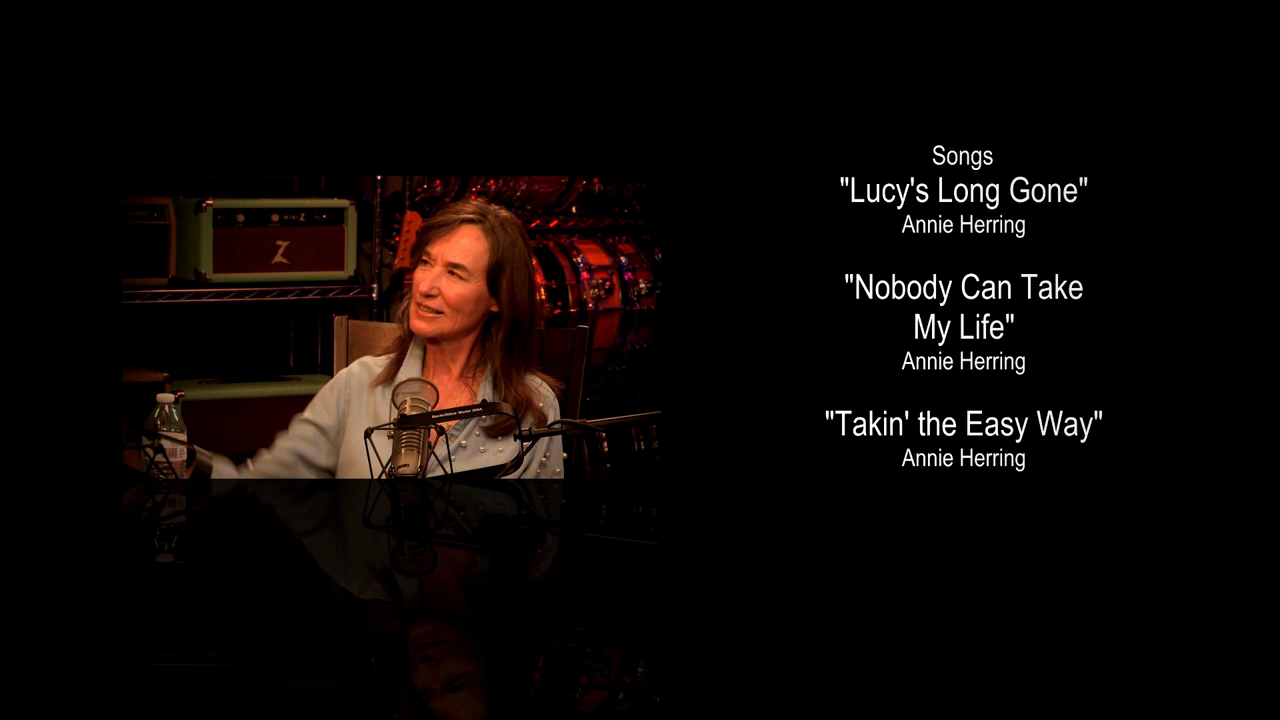 Songs
"Lucy's Long Gone"
Annie Herring
"Nobody Can Take
My Life"
Annie Herring
"Takin' the Easy Way"
Annie Herring
Z